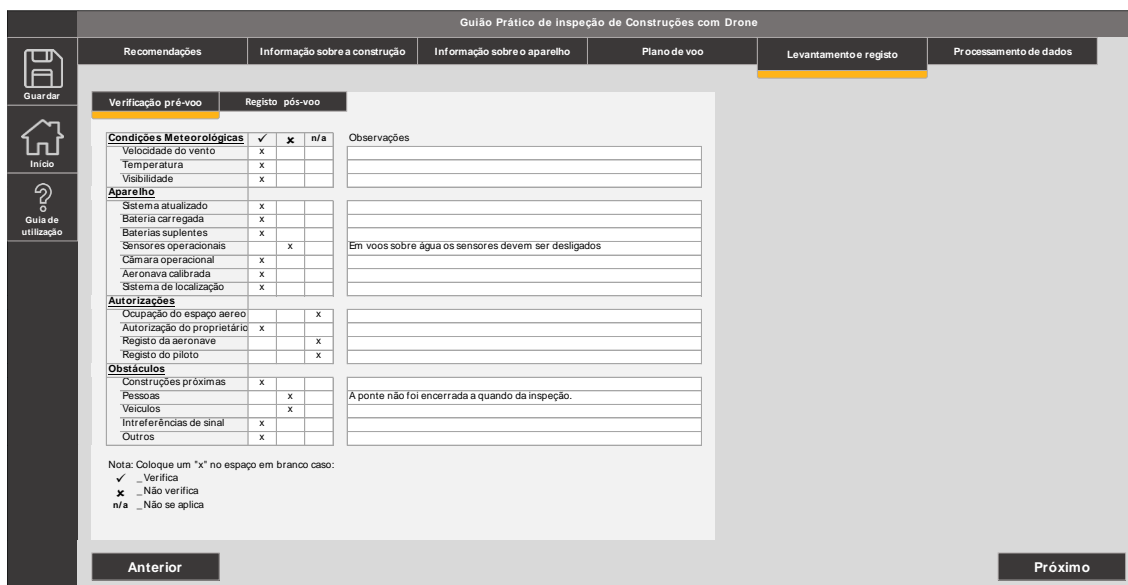 Guião Prático de inspeção de Construções com Drone
Recomendações
Informação sobre a construção
Informação sobre o aparelho
Plano de voo
Levantamento e registo
Processamento de dados
Guardar
Início
Guia de
utilização
Verificação pré-voo
Registo pós-voo
Condições Meteorológicas ✓ × n/a Observações
Velocidade do vento x
Temperatura x
Visibilidade x
Aparelho
Sistema atualizado x
Bateria carregada x
Baterias suplentes x
Sensores operacionais x Em voos sobre água os sensores devem ser desligados
Câmara operacional x
Aeronava calibrada x
Sistema de localização x
Autorizações
Ocupação do espaço aereo x
Autorização do proprietário x
Registo da aeronave x
Registo do piloto x
Obstáculos
Construções próximas x
Pessoas x A ponte não foi encerrada a quando da inspeção.
Veiculos x
Intreferências de sinal x
Outros x
Nota: Coloque um "x" no espaço em branco caso:
✓ _Verifica
× _Não verifica
n/a _Não se aplica
Anterior
Próximo